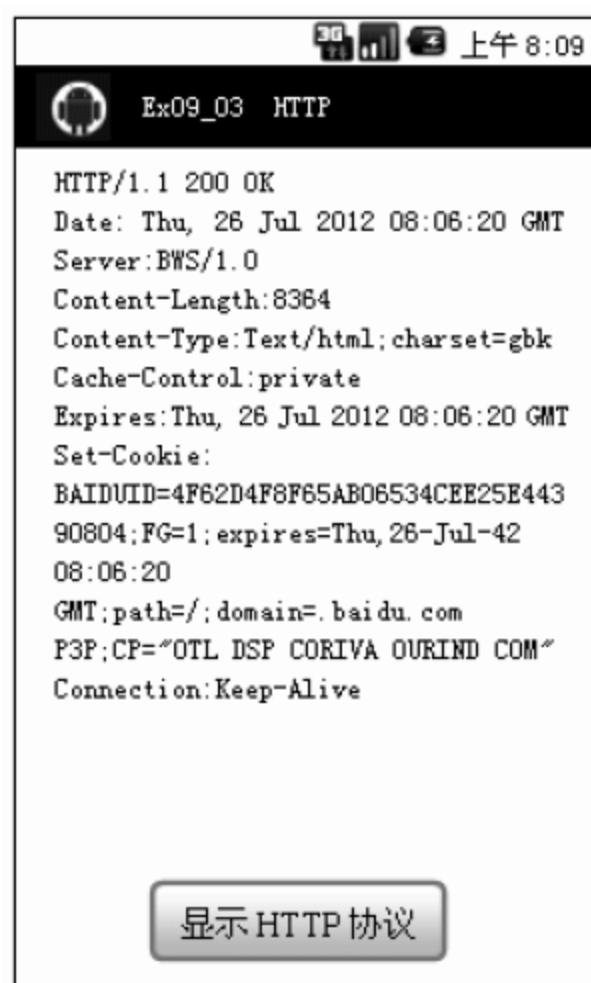 3G 上午 8:09
Ex09_03 HTTP
HTTP/1.1 200 OK
Date: Thu, 26 Jul 2012 08:06:20 GMT
Server:BWS/1.0
Content-Length:8364
Content-Type:Text/html;charset=gbk
Cache-Control:private
Expires:Thu, 26 Jul 2012 08:06:20 GMT
Set-Cookie:
BAIDUID=4F62D4F8F65AB06534CEE25E443
90804;FG=1;expires=Thu,26-Jul-42
08:06:20
GMT;path=/;domain=.baidu.com
P3P;CP="OTL DSP CORIVA OURIND COM"
Connection:Keep-Alive
显示 HTTP 协议